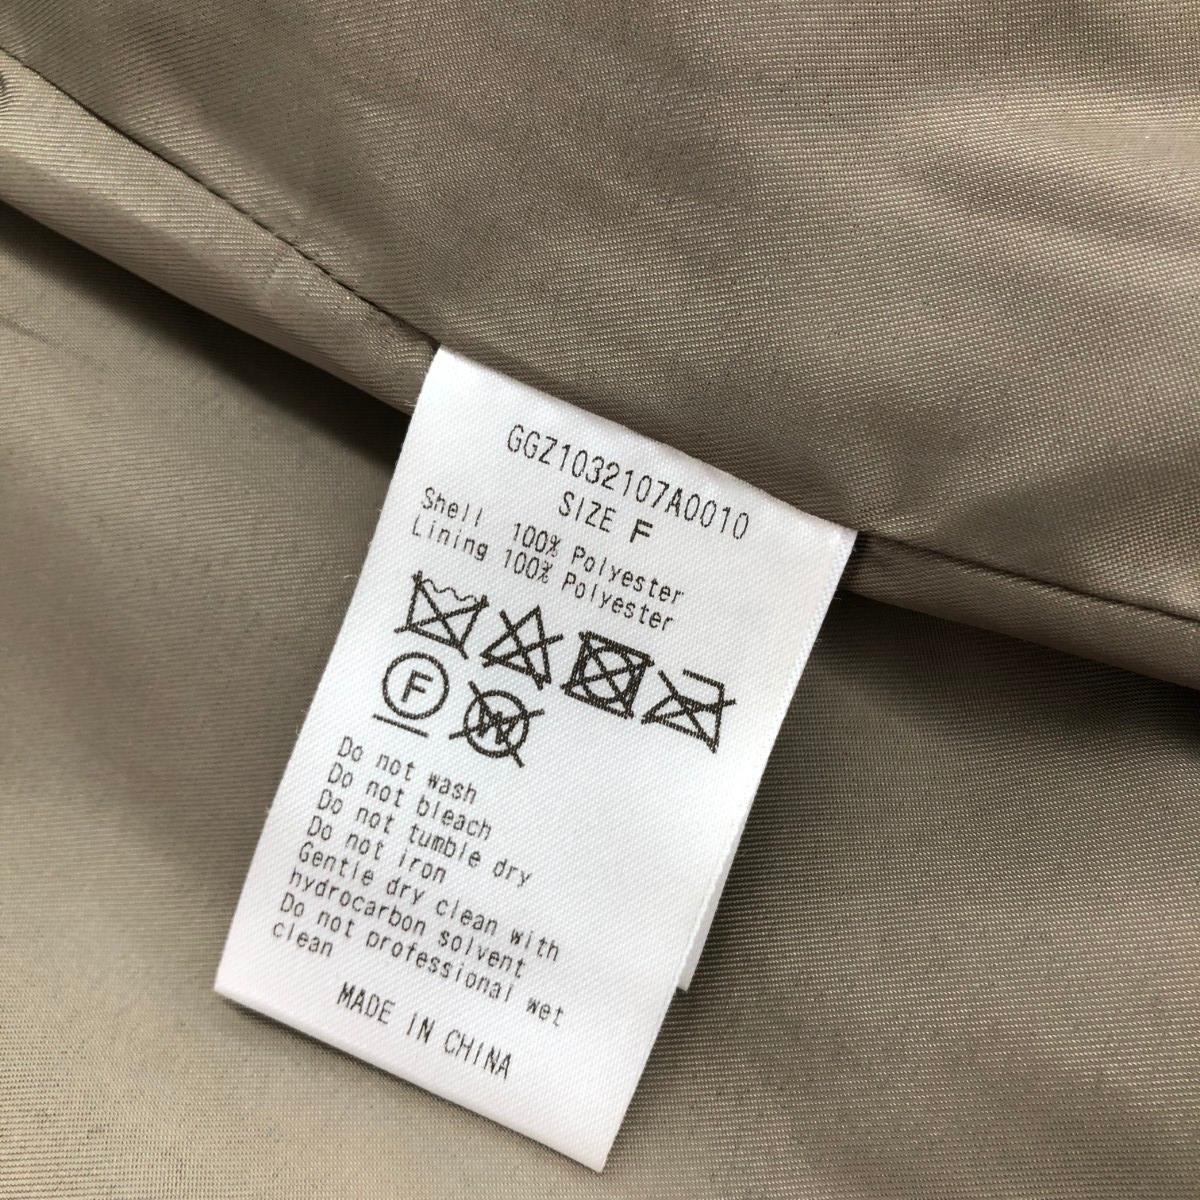 GGZ1032107A0010
SIZE F
Shell 100% Polyester
Lining 100% Polyester
F W
Do not wash
Do not bleach
Do not tumble dry
Do not iron
Gentle dry clean with
hydrocarbon solvent
Do not professional wet
clean
MADE IN CHINA